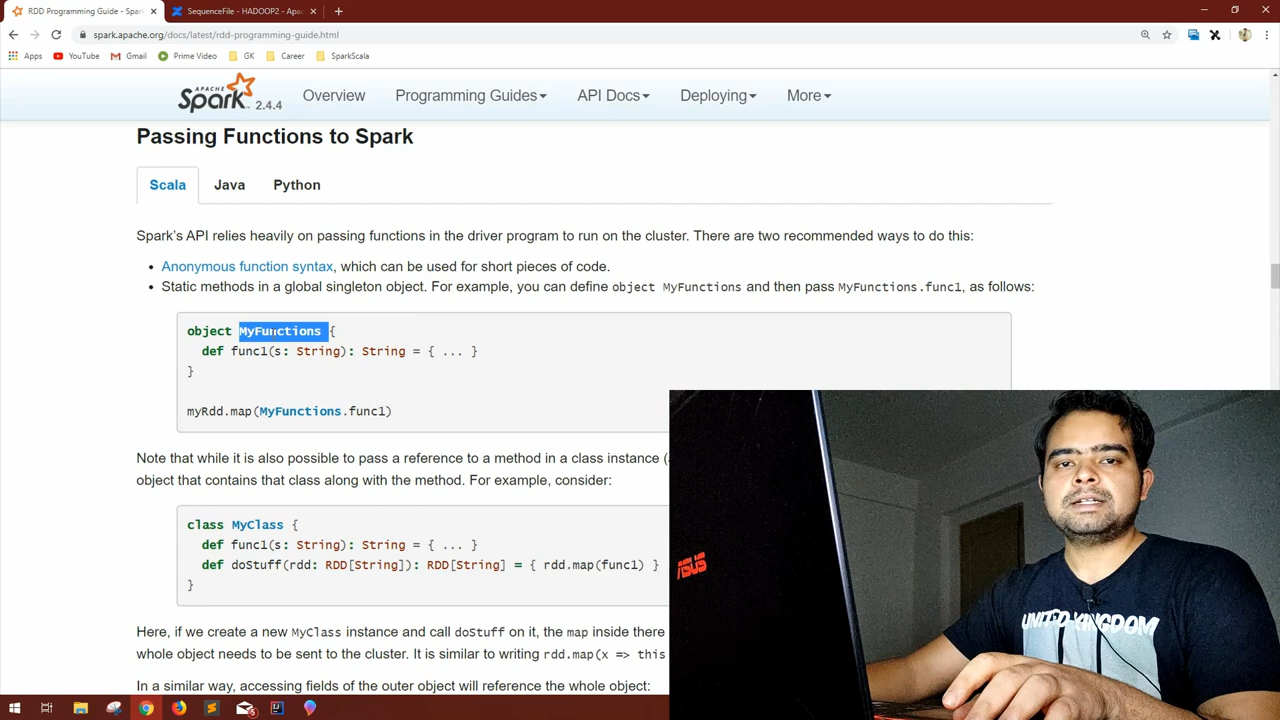 RDD Programming Guide - Spar
SequenceFile - HADOOP2 - Apa
spark.apache.org/docs/latest/rdd-programming-guide.html
Apps YouTube Gmail Prime Video GK Career SparkScala
APACHE Spark 2.4.4 Overview Programming Guides API Docs Deploying More
Passing Functions to Spark
Scala Java Python
Spark's API relies heavily on passing functions in the driver program to run on the cluster. There are two recommended ways to do this:
• Anonymous function syntax, which can be used for short pieces of code.
• Static methods in a global singleton object. For example, you can define object MyFunctions and then pass MyFunctions.func1, as follows:
object MyFunctions {
def func1(s: String): String = { ... }
}
myRdd.map(MyFunctions.func1)
Note that while it is also possible to pass a reference to a method in a class instance (
object that contains that class along with the method. For example, consider:
class MyClass {
def func1(s: String): String = { ... }
def doStuff(rdd: RDD[String]): RDD[String] = { rdd.map(func1) }
}
Here, if we create a new MyClass instance and call doStuff on it, the map inside there
whole object needs to be sent to the cluster. It is similar to writing rdd.map(x => this
In a similar way, accessing fields of the outer object will reference the whole object:
ASUS
UNITED KINGDOM